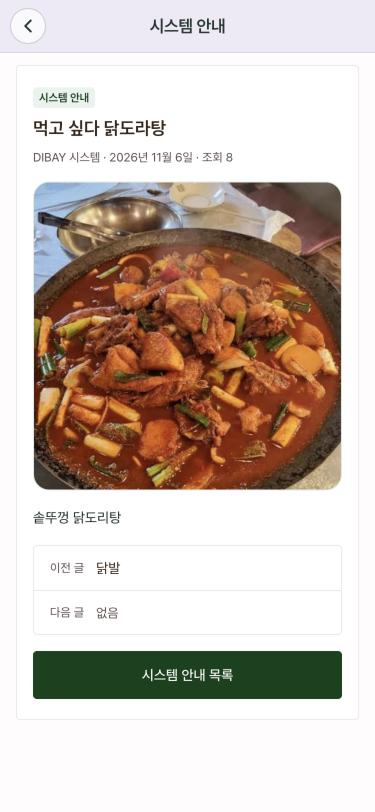 시스템 안내
시스템 안내
먹고 싶다 닭도라탕
DIBAY 시스템 · 2026년 11월 6일 · 조회 8
솥뚜껑 닭도리탕
이전 글 닭발
다음 글 없음
시스템 안내 목록